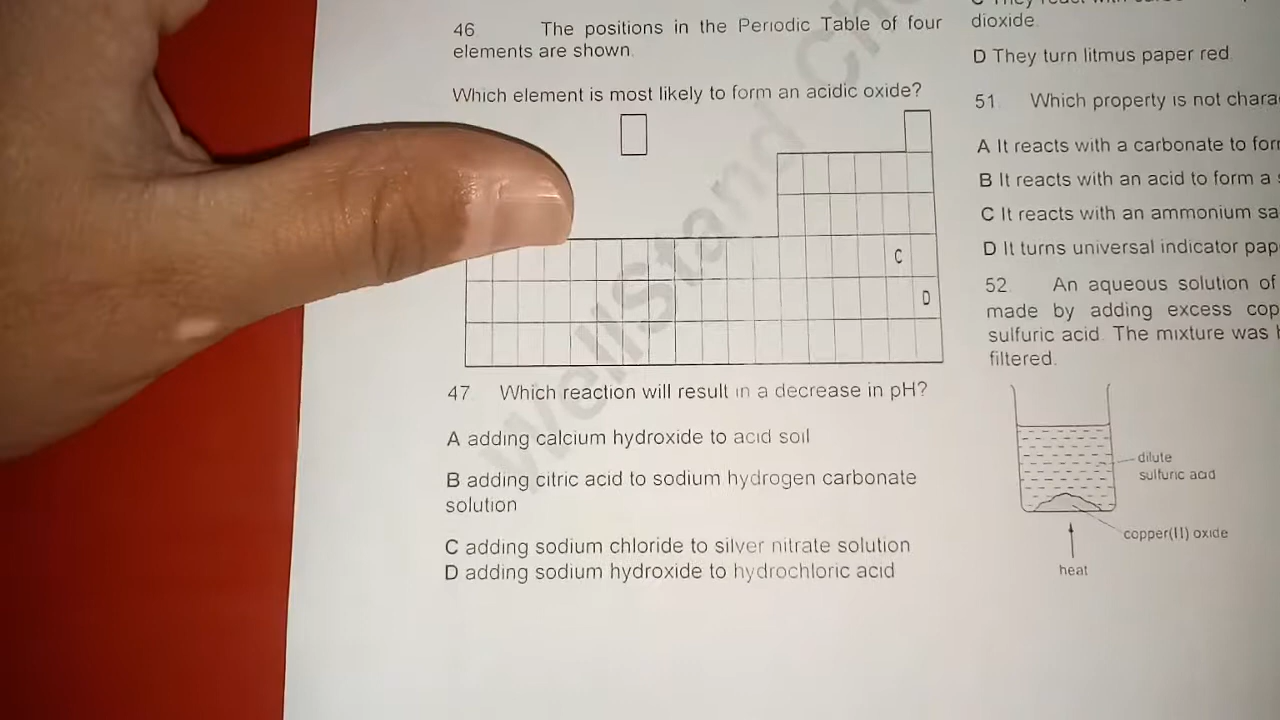 46 The positions in the Periodic Table of four
elements are shown.
Which element is most likely to form an acidic oxide?
C
D
47 Which reaction will result in a decrease in pH?
A adding calcium hydroxide to acid soil
B adding citric acid to sodium hydrogen carbonate
solution
C adding sodium chloride to silver nitrate solution
D adding sodium hydroxide to hydrochloric acid
dioxide.
D They turn litmus paper red
51 Which property is not
A It reacts with a carbonate to
B It reacts with an acid to form a
C It reacts with an ammonium
D It turns universal indicator
52. An aqueous solution of
made by adding excess
sulfuric acid. The mixture was
filtered.
dilute
sulfuric acid
copper(II) oxide
heat
WellStand